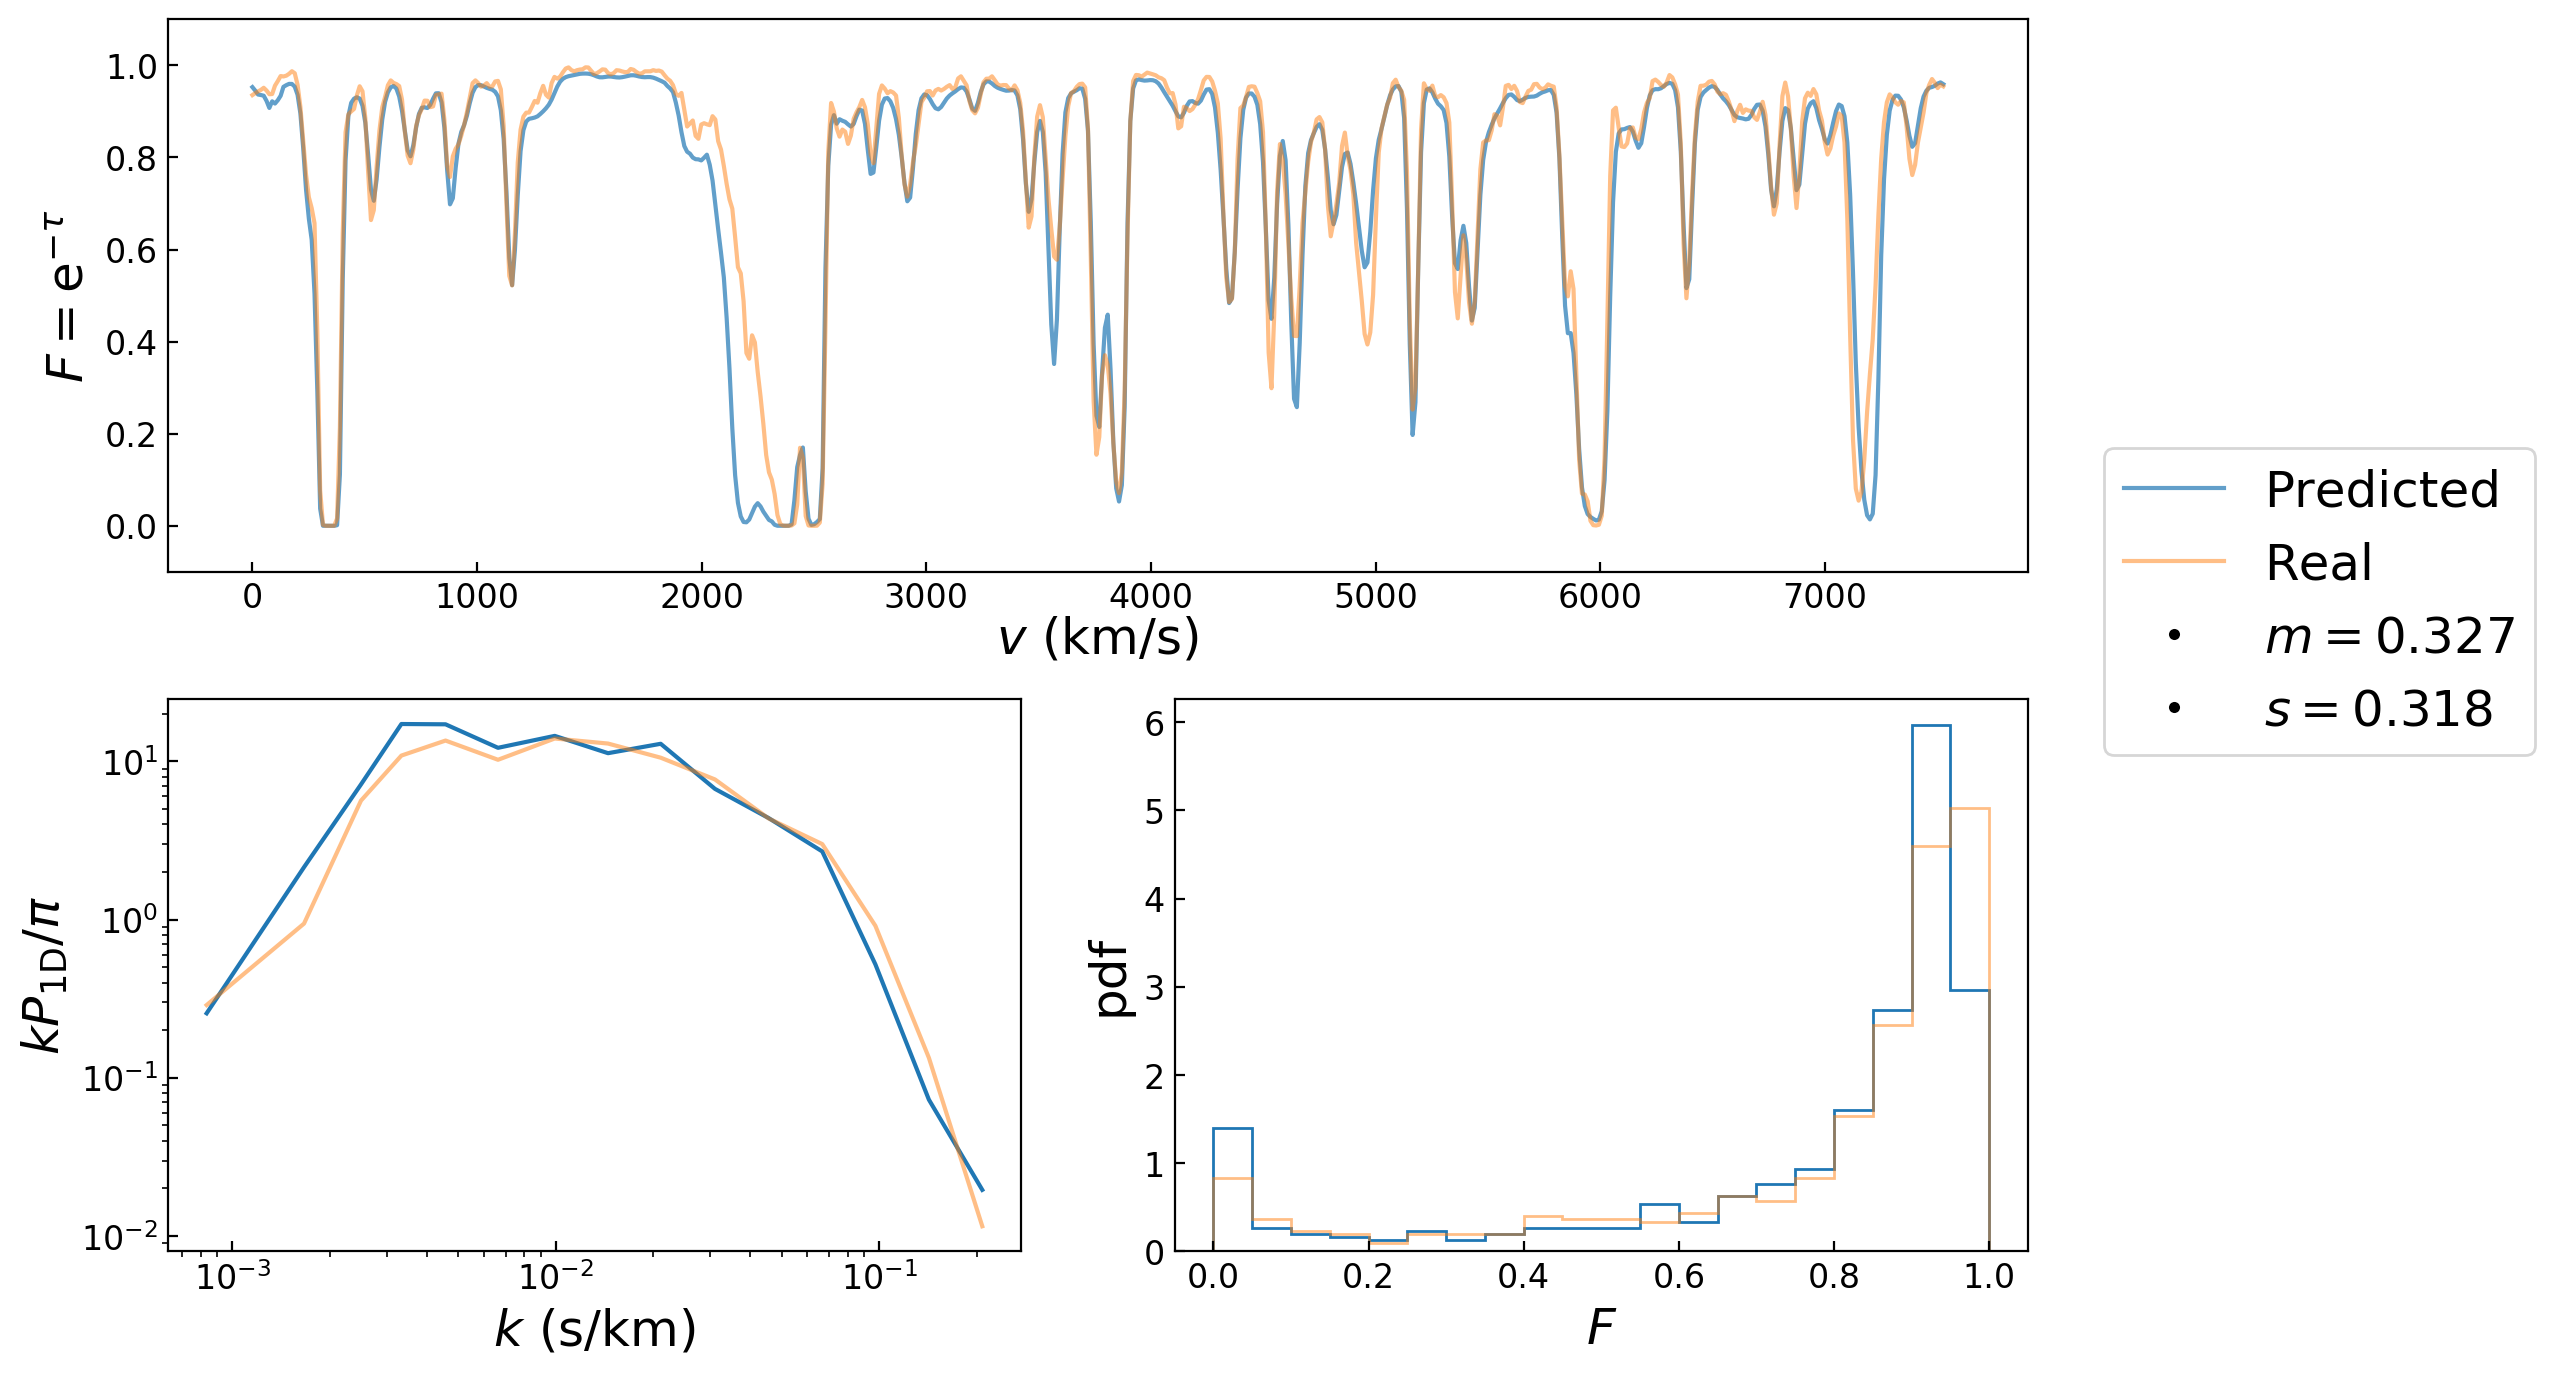 1.0
0.8
0.6
0.4
0.2
0.0
F = e^{-τ}
0 1000 2000 3000 4000 5000 6000 7000
v (km/s)
Predicted
Real
m = 0.327
s = 0.318
10^1
10^0
10^{-1}
10^{-2}
kP_{1D}/π
10^{-3} 10^{-2} 10^{-1}
k (s/km)
6
5
4
3
2
1
0
pdf
0.0 0.2 0.4 0.6 0.8 1.0
F